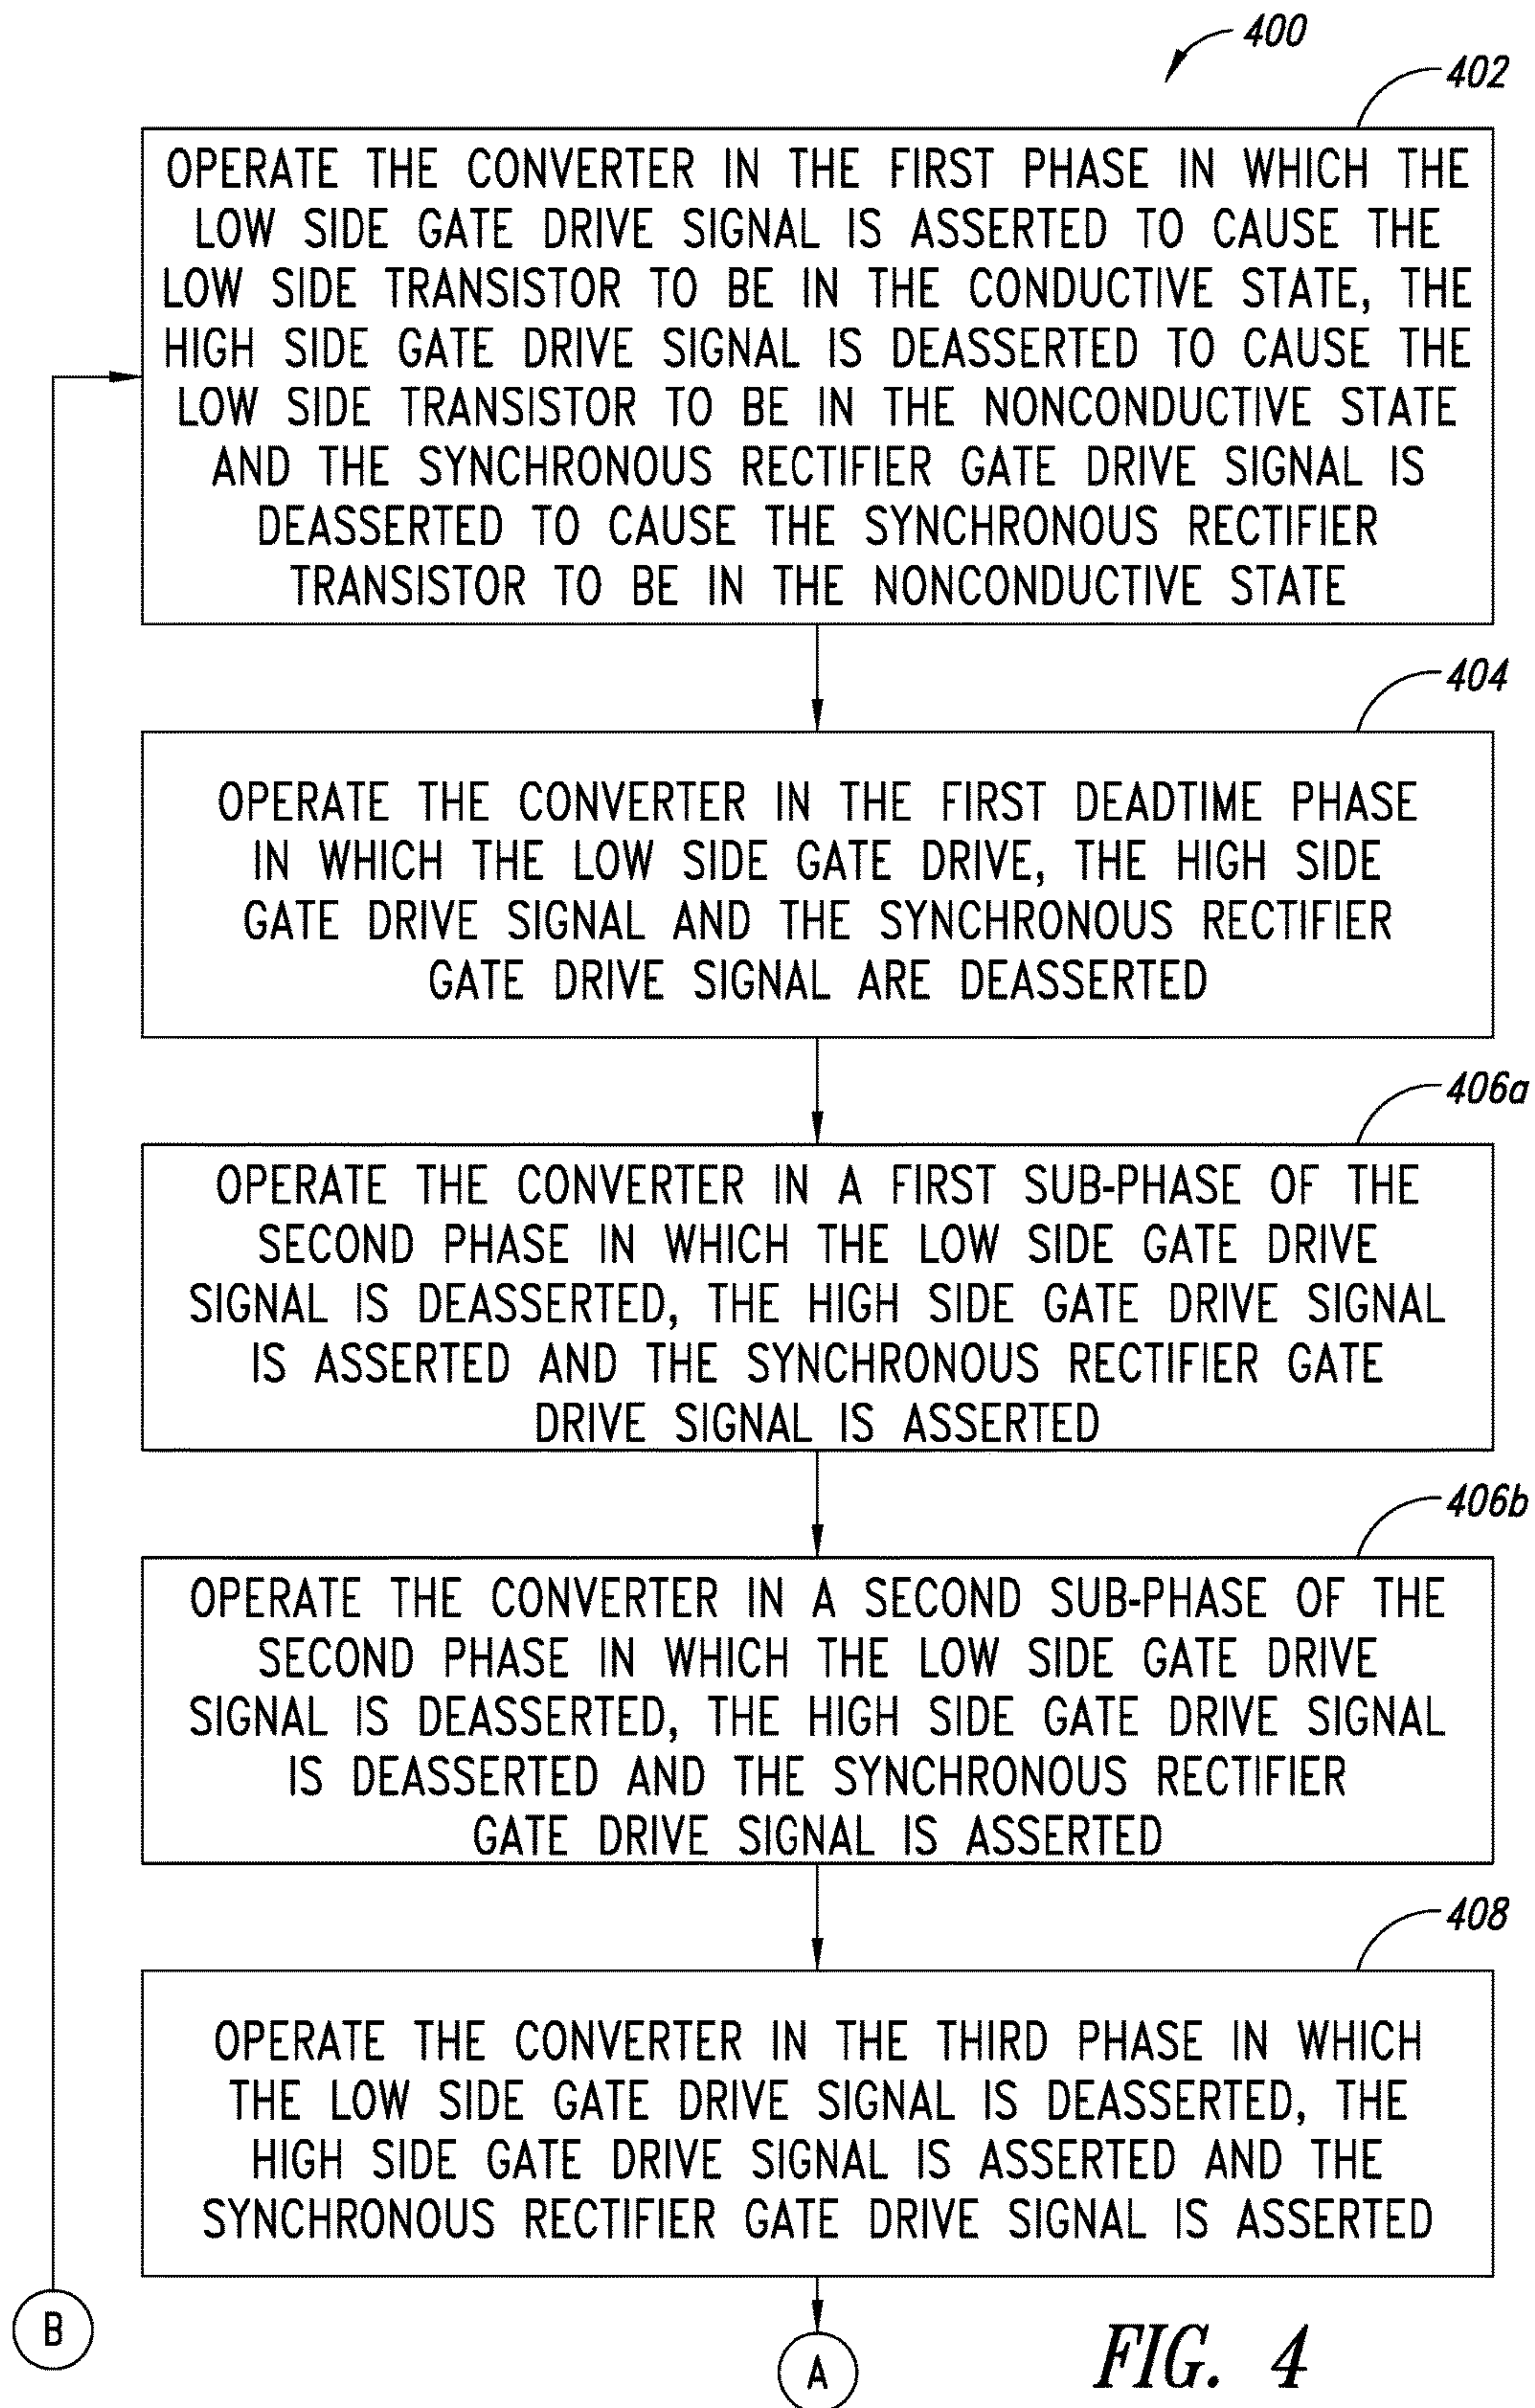 400
402
OPERATE THE CONVERTER IN THE FIRST PHASE IN WHICH THE
LOW SIDE GATE DRIVE SIGNAL IS ASSERTED TO CAUSE THE
LOW SIDE TRANSISTOR TO BE IN THE CONDUCTIVE STATE, THE
HIGH SIDE GATE DRIVE SIGNAL IS DEASSERTED TO CAUSE THE
LOW SIDE TRANSISTOR TO BE IN THE NONCONDUCTIVE STATE
AND THE SYNCHRONOUS RECTIFIER GATE DRIVE SIGNAL IS
DEASSERTED TO CAUSE THE SYNCHRONOUS RECTIFIER
TRANSISTOR TO BE IN THE NONCONDUCTIVE STATE
404
OPERATE THE CONVERTER IN THE FIRST DEADTIME PHASE
IN WHICH THE LOW SIDE GATE DRIVE, THE HIGH SIDE
GATE DRIVE SIGNAL AND THE SYNCHRONOUS RECTIFIER
GATE DRIVE SIGNAL ARE DEASSERTED
406a
OPERATE THE CONVERTER IN A FIRST SUB-PHASE OF THE
SECOND PHASE IN WHICH THE LOW SIDE GATE DRIVE
SIGNAL IS DEASSERTED, THE HIGH SIDE GATE DRIVE SIGNAL
IS ASSERTED AND THE SYNCHRONOUS RECTIFIER GATE
DRIVE SIGNAL IS ASSERTED
406b
OPERATE THE CONVERTER IN A SECOND SUB-PHASE OF THE
SECOND PHASE IN WHICH THE LOW SIDE GATE DRIVE
SIGNAL IS DEASSERTED, THE HIGH SIDE GATE DRIVE SIGNAL
IS DEASSERTED AND THE SYNCHRONOUS RECTIFIER
GATE DRIVE SIGNAL IS ASSERTED
408
OPERATE THE CONVERTER IN THE THIRD PHASE IN WHICH
THE LOW SIDE GATE DRIVE SIGNAL IS DEASSERTED, THE
HIGH SIDE GATE DRIVE SIGNAL IS ASSERTED AND THE
SYNCHRONOUS RECTIFIER GATE DRIVE SIGNAL IS ASSERTED
B
A
FIG. 4